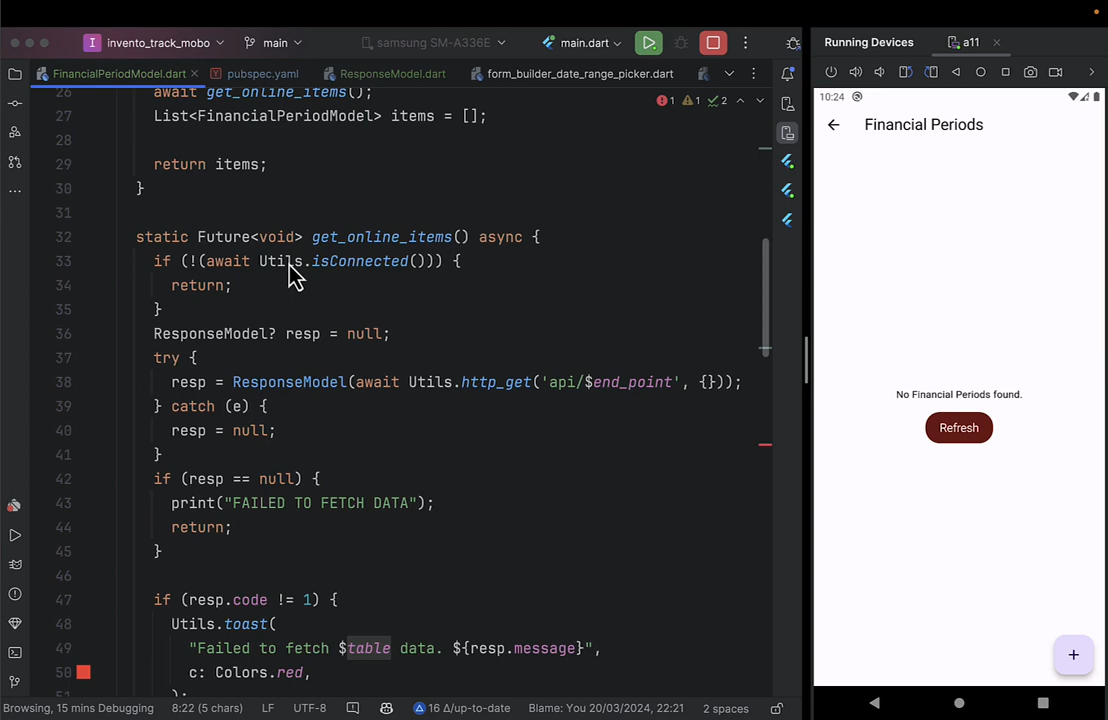 I invento_track_mobo main samsung SM-A336E main.dart
FinancialPeriodModel.dart pubspec.yaml ResponseModel.dart form_builder_date_range_picker.dart
26 await get_online_items();
27 List<FinancialPeriodModel> items = [];
1 1 2
28
29 return items;
30 }
31
32 static Future<void> get_online_items() async {
33 if (!(await Utils.isConnected())) {
34 return;
35 }
36 ResponseModel? resp = null;
37 try {
38 resp = ResponseModel(await Utils.http_get('api/$end_point', {}));
39 } catch (e) {
40 resp = null;
41 }
42 if (resp == null) {
43 print("FAILED TO FETCH DATA");
44 return;
45 }
46
47 if (resp.code != 1) {
48 Utils.toast(
49 "Failed to fetch $table data. ${resp.message}",
50 c: Colors.red,
51 );
Browsing, 15 mins Debugging 8:22 (5 chars) LF UTF-8 16 Δ/up-to-date Blame: You 20/03/2024, 22:21 2 spaces
Running Devices a11
10:24
Financial Periods
No Financial Periods found.
Refresh
+